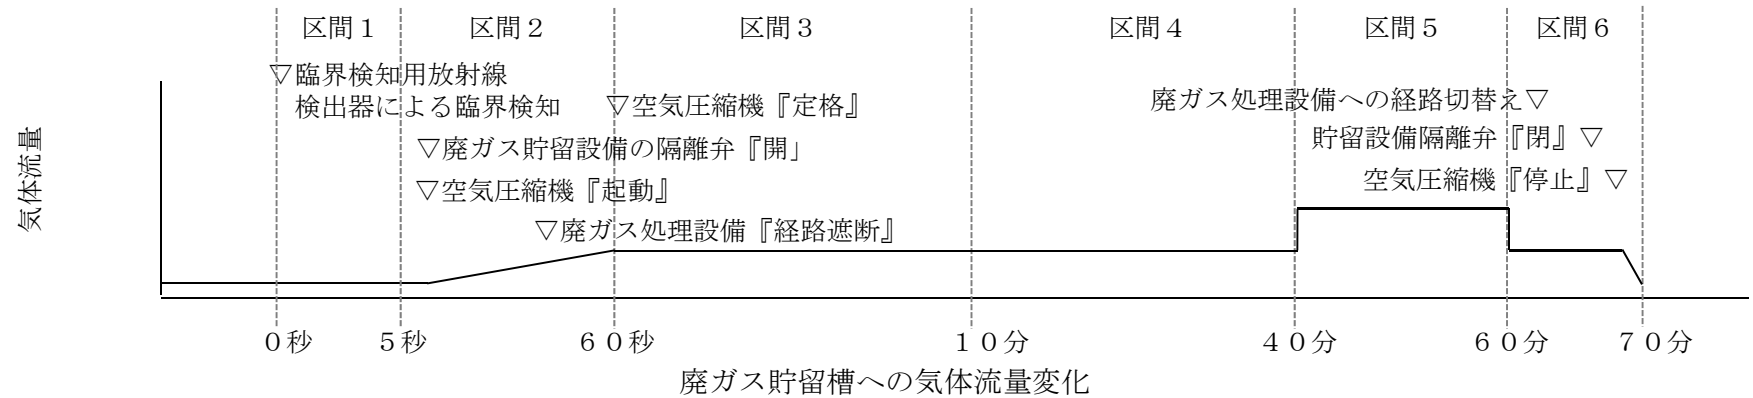 区間１
区間２
区間３
区間４
区間５
区間６
▽臨界検知用放射線
検出器による臨界検知
▽空気圧縮機『定格』
廃ガス処理設備への経路切替え▽
▽廃ガス貯留設備の隔離弁『開」
貯留設備隔離弁『閉』▽
▽空気圧縮機『起動』
空気圧縮機『停止』▽
▽廃ガス処理設備『経路遮断』
気体流量
０秒
５秒
６０秒
１０分
４０分
６０分
７０分
廃ガス貯留槽への気体流量変化